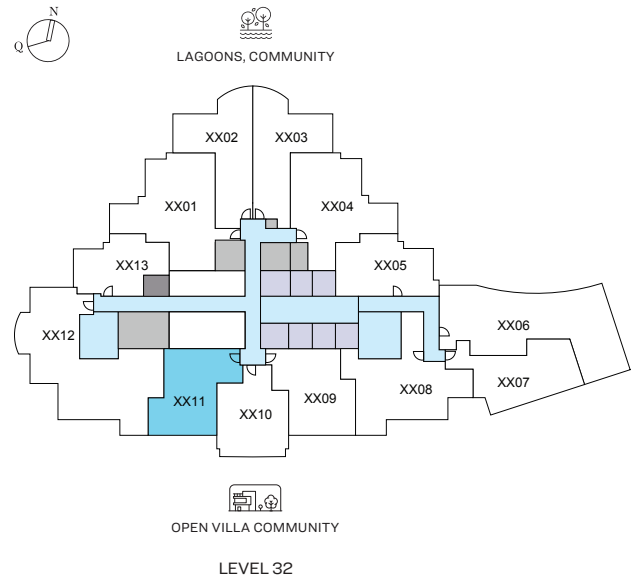 N
Q
LAGOONS, COMMUNITY
XX02
XX03
XX01
XX04
XX13
XX05
XX12
XX06
XX07
XX08
XX11
XX09
XX10
OPEN VILLA COMMUNITY
LEVEL 32